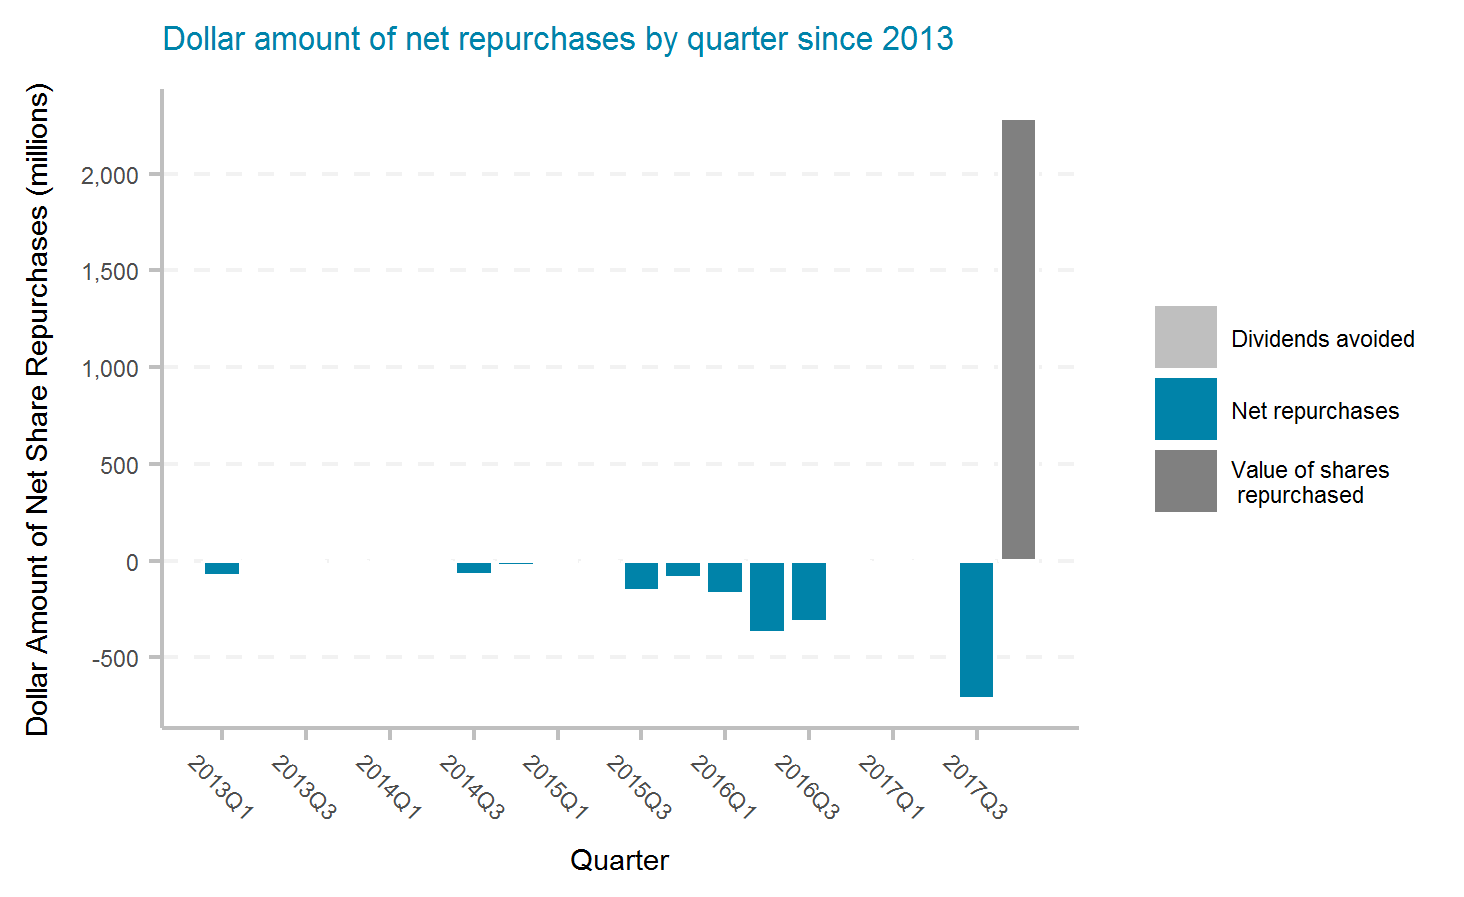 Dollar amount of net repurchases by quarter since 2013
Dollar Amount of Net Share Repurchases (millions)
2,000
1,500
1,000
500
0
-500
2013Q1
2013Q3
2014Q1
2014Q3
2015Q1
2015Q3
2016Q1
2016Q3
2017Q1
2017Q3
Quarter
Dividends avoided
Net repurchases
Value of shares
repurchased